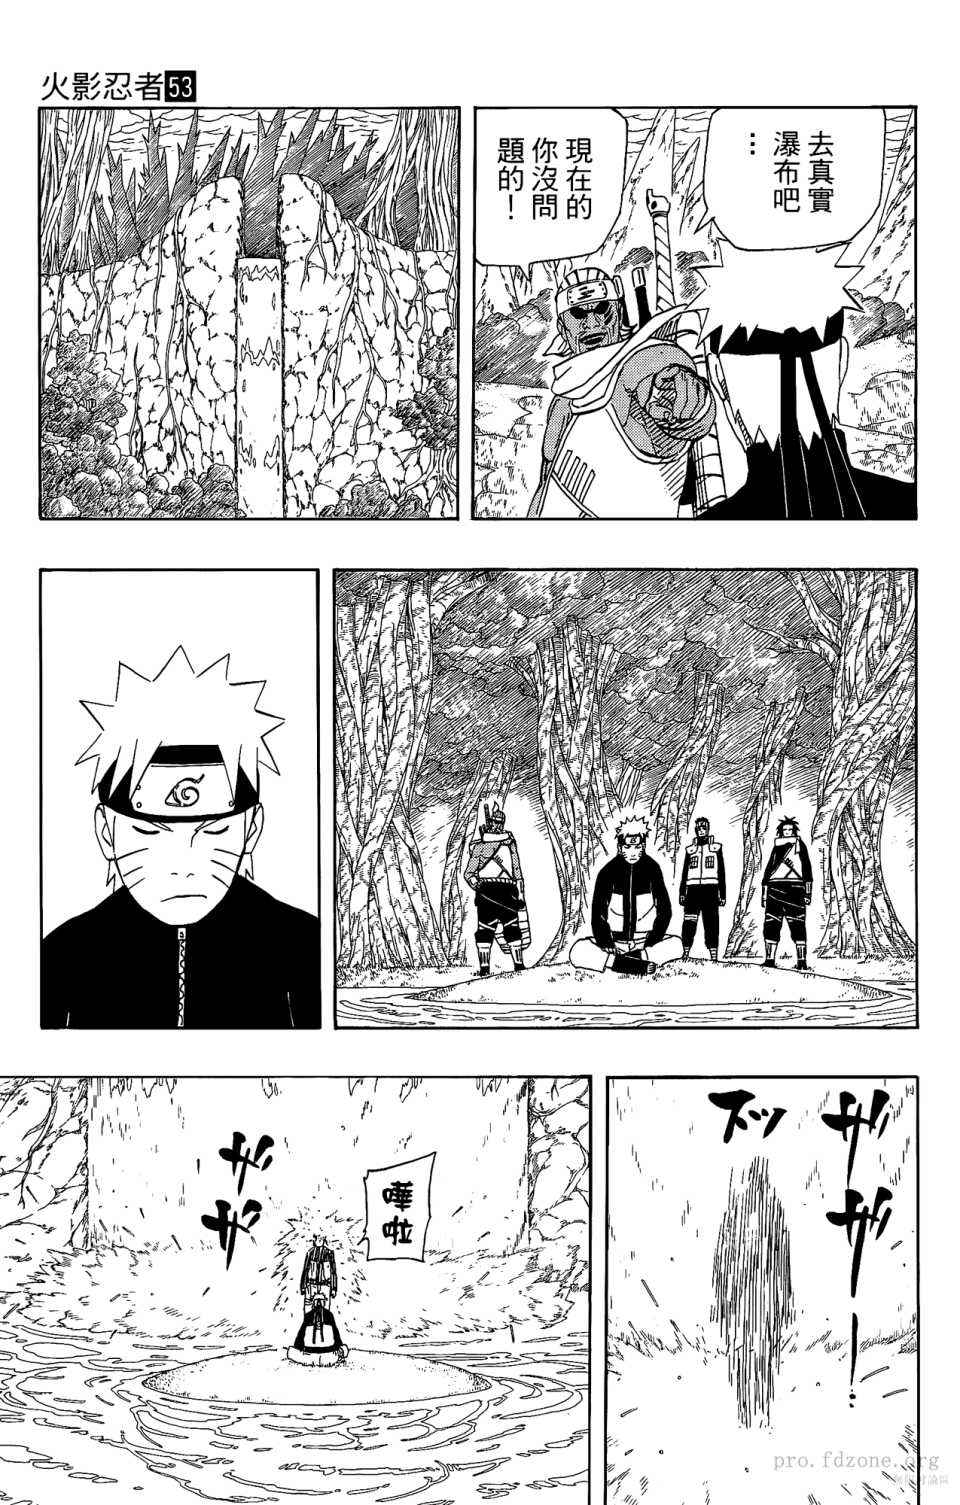 火影忍者53
去真實
瀑布吧
…
現在的
你沒問
題的！
ザ
ザ
ー
…
ズッ
嘩
啦
ザ
ザ
pro.fdzone.org